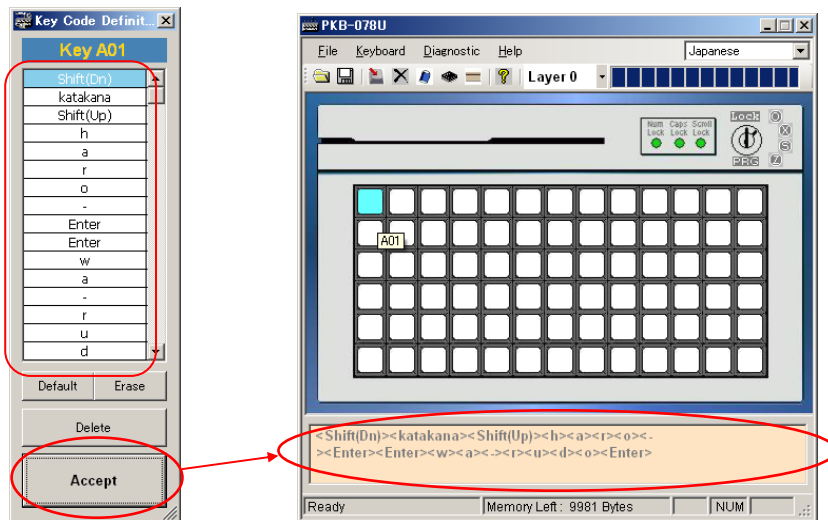 Key Code Definit...
Key A01
Shift(Dn)
katakana
Shift(Up)
h
a
r
o
-
Enter
Enter
w
a
-
r
u
d
Default
Erase
Delete
Accept
PKB-078U
File Keyboard Diagnostic Help
Japanese
Layer 0
Num Lock
Caps Lock
Scroll Lock
Lock
PRG
A01
<Shift(Dn)><katakana><Shift(Up)><h><a><r><o><-
><Enter><Enter><w><a><-><r><u><d><o><Enter>
Ready
Memory Left : 9981 Bytes
NUM